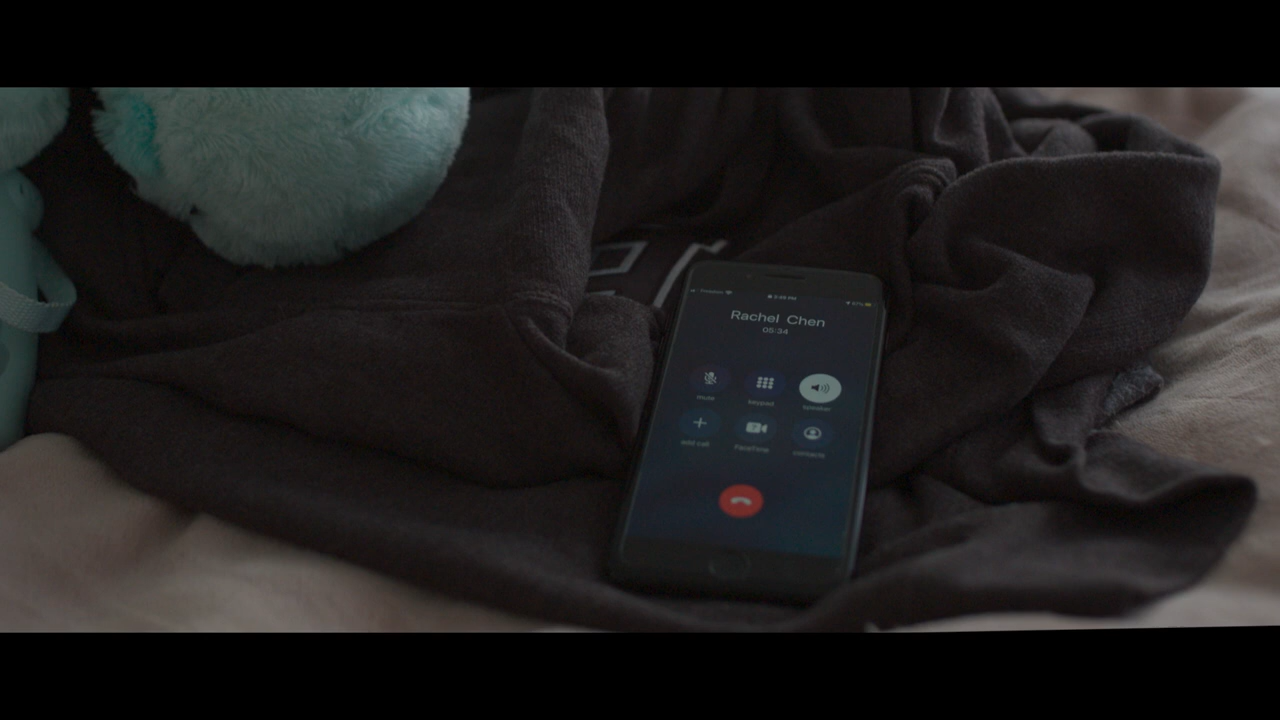 Rachel Chen
05:34
mute
keypad
speaker
add call
FaceTime
contacts